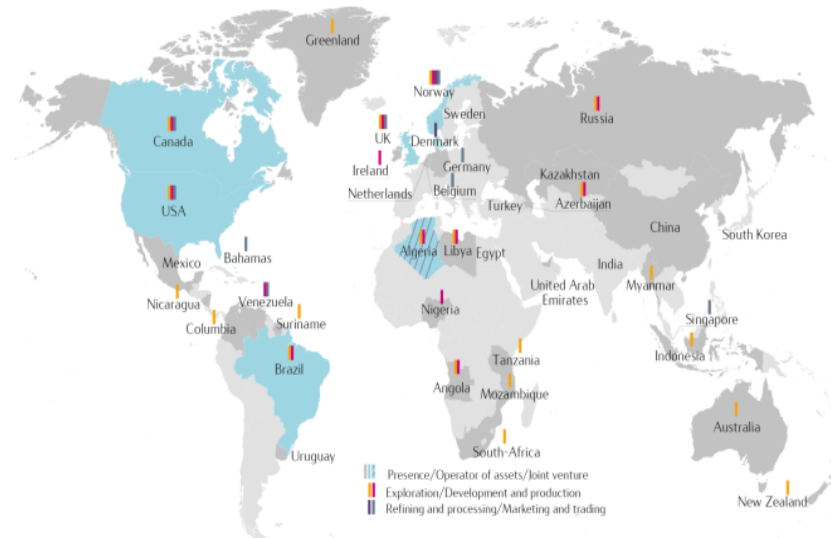 Greenland
Norway
Sweden
Russia
Canada
UK
Denmark
Ireland
Germany
Kazakhstan
Netherlands
Belgium
Azerbaijan
USA
Turkey
China
South Korea
Bahamas
Algeria
Libya
Egypt
Mexico
India
Myanmar
United Arab
Emirates
Nicaragua
Venezuela
Nigeria
Singapore
Columbia
Suriname
Indonesia
Tanzania
Brazil
Angola
Mozambique
Australia
South-Africa
Uruguay
Presence/Operator of assets/Joint venture
Exploration/Development and production
Refining and processing/Marketing and trading
New Zealand